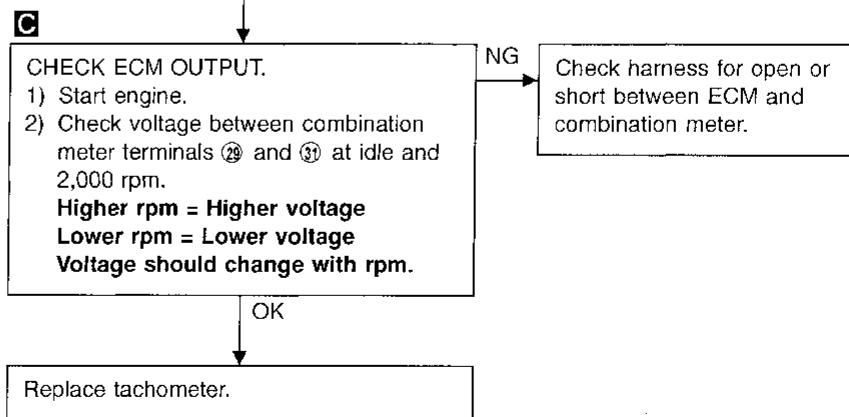 C
CHECK ECM OUTPUT.
1) Start engine.
2) Check voltage between combination
meter terminals ㉙ and ㉛ at idle and
2,000 rpm.
Higher rpm = Higher voltage
Lower rpm = Lower voltage
Voltage should change with rpm.
NG
Check harness for open or
short between ECM and
combination meter.
OK
Replace tachometer.